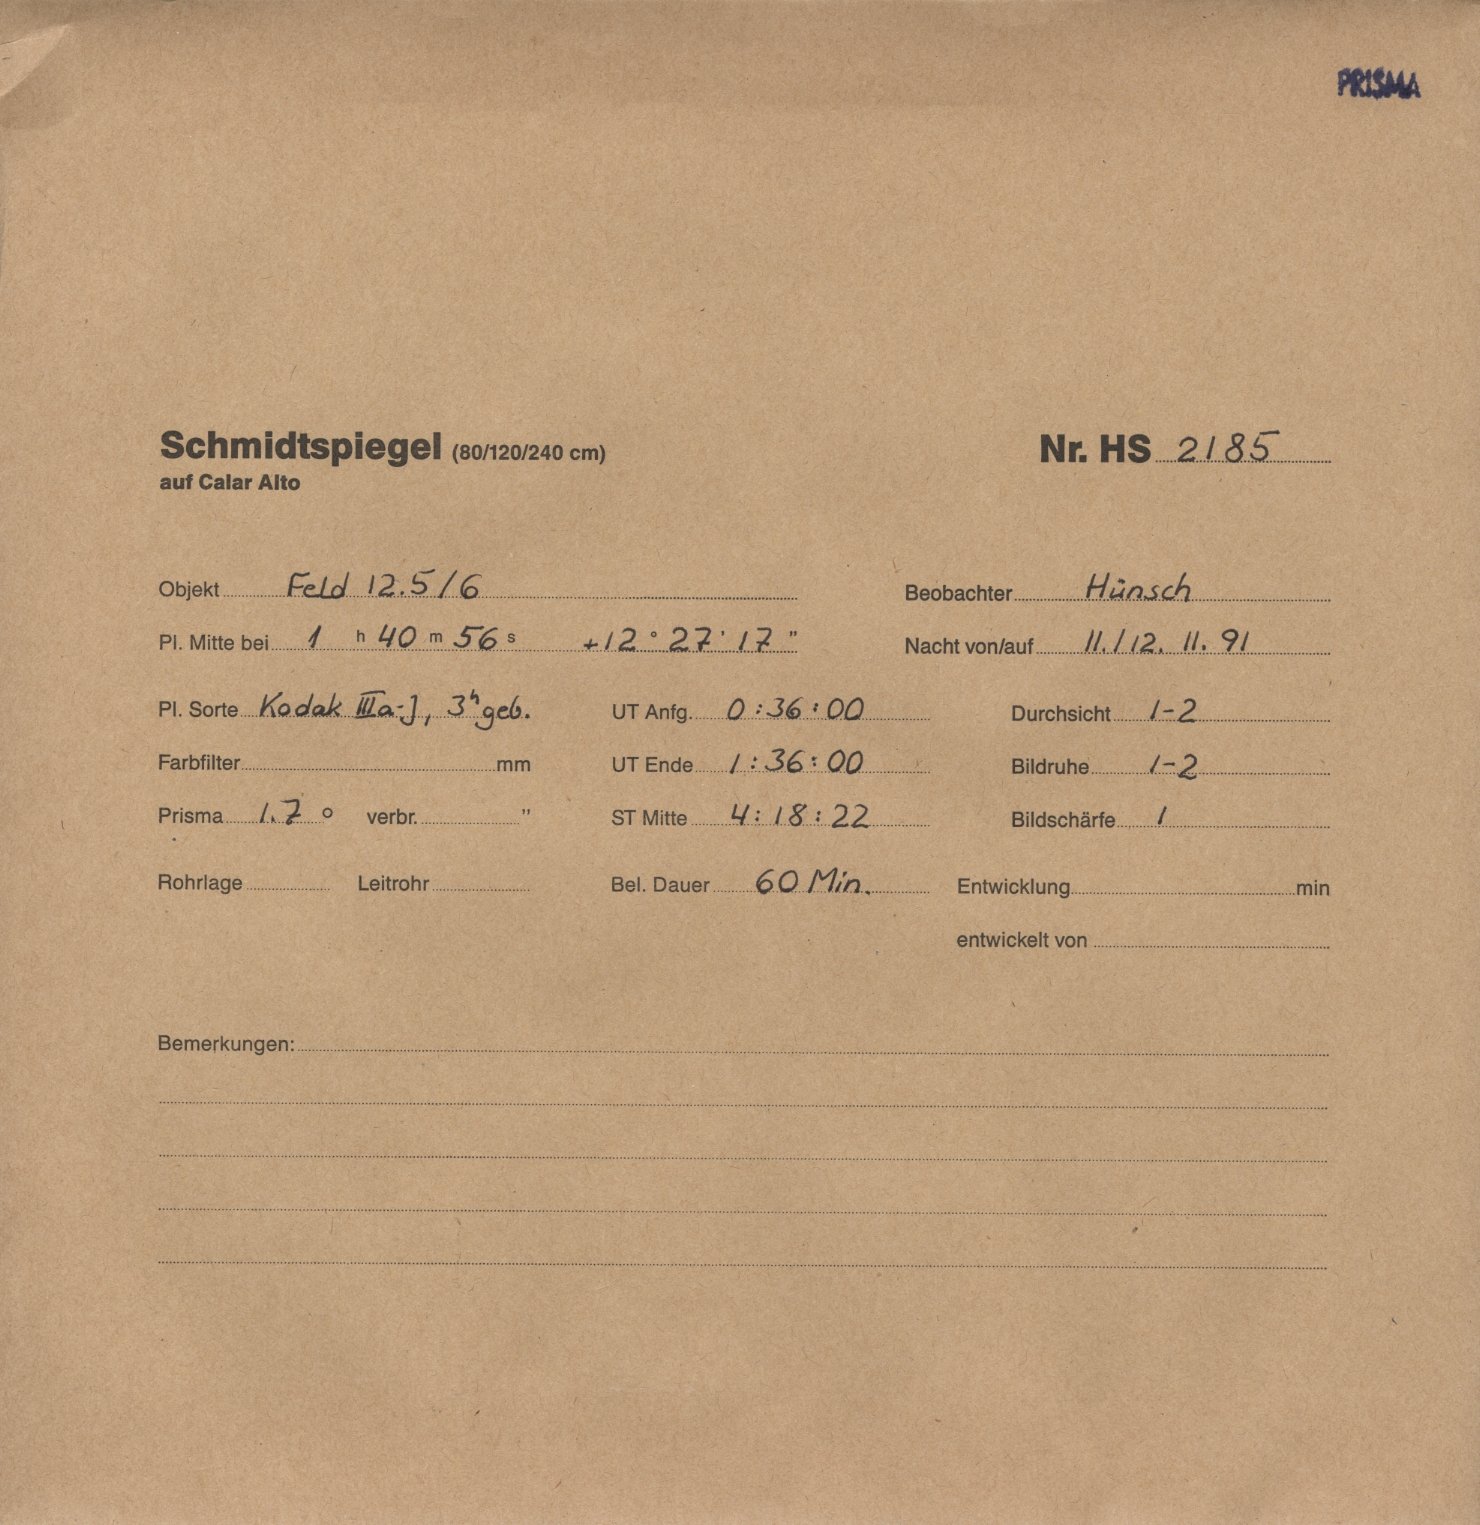 PRISMA
Schmidtspiegel (80/120/240 cm) Nr. HS 2185
auf Calar Alto
Objekt Feld 12.5/6 Beobachter Hünsch
Pl. Mitte bei 1 h 40 m 56 s +12 ° 27 ' 17 " Nacht von/auf 11./12. 11. 91
Pl. Sorte Kodak IIIa-J, 3h geb. UT Anfg. 0:36:00 Durchsicht 1-2
Farbfilter mm UT Ende 1:36:00 Bildruhe 1-2
Prisma 1.7 ° verbr. " ST Mitte 4:18:22 Bildschärfe 1
Rohrlage Leitrohr Bel. Dauer 60 Min. Entwicklung min
entwickelt von
Bemerkungen: